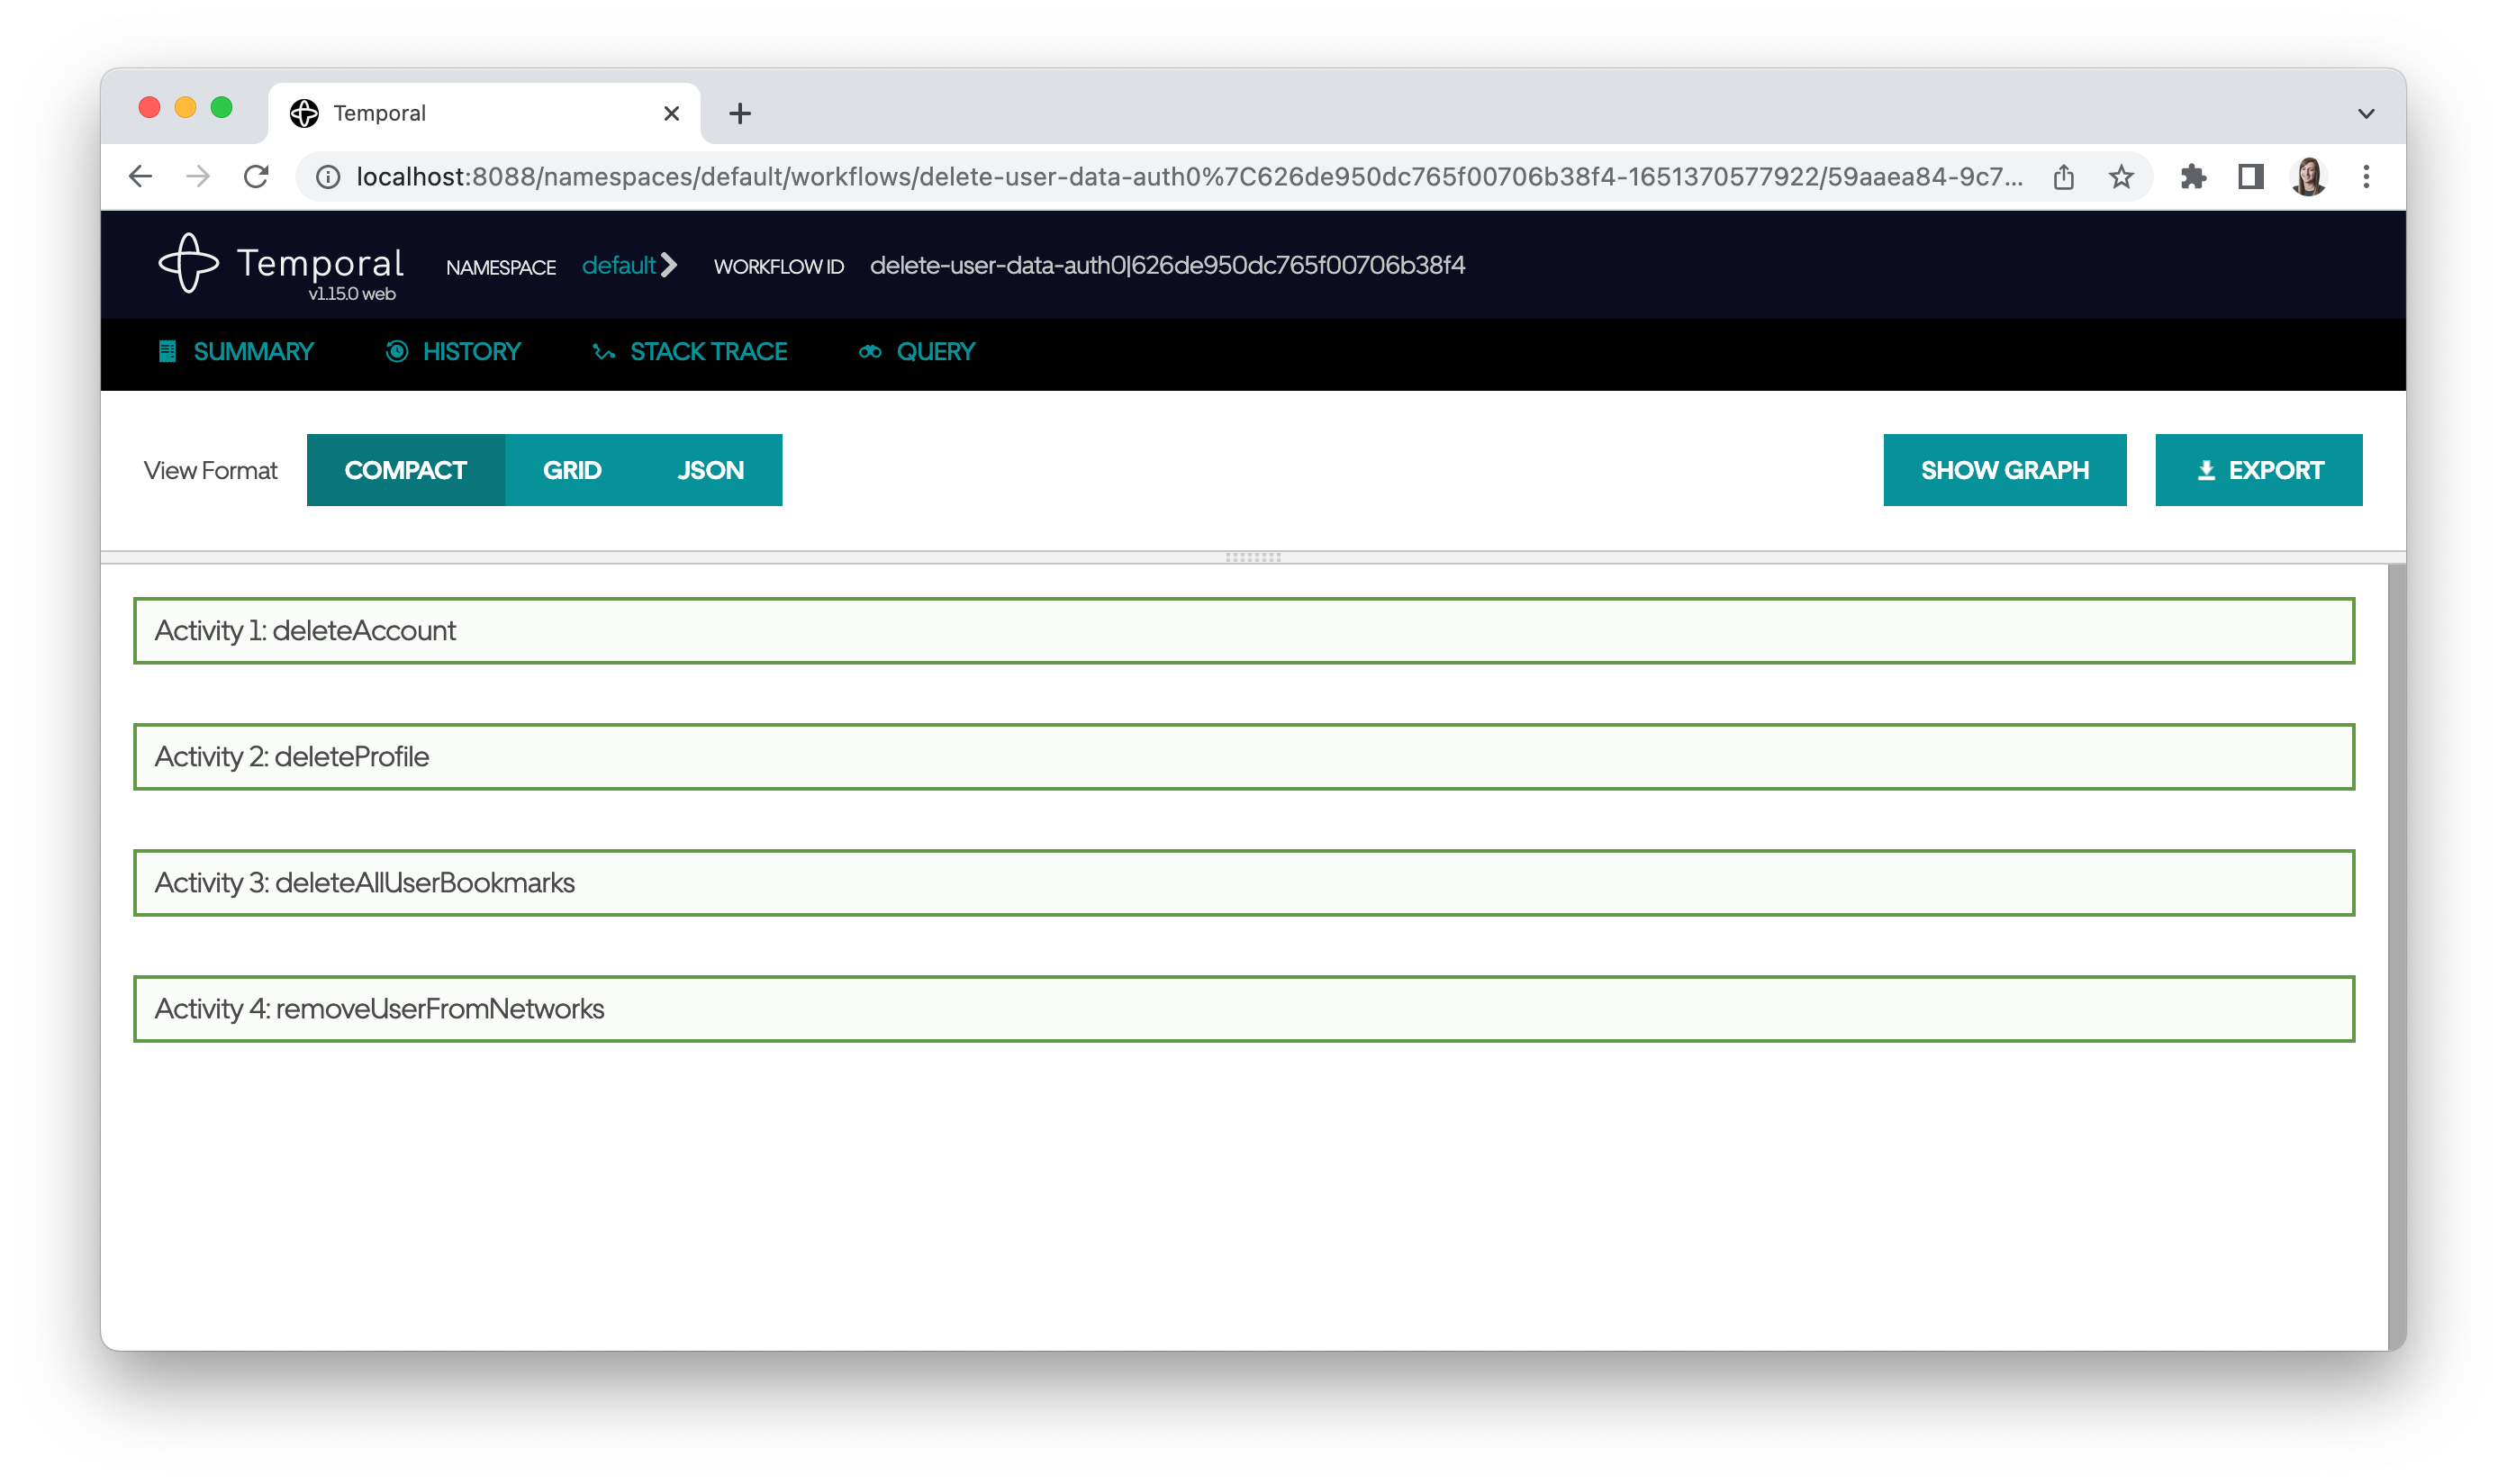 Temporal
localhost:8088/namespaces/default/workflows/delete-user-data-auth0%7C626de950dc765f00706b38f4-1651370577922/59aaea84-9c7...
Temporal
v1.15.0 web
NAMESPACE default WORKFLOW ID delete-user-data-auth0|626de950dc765f00706b38f4
SUMMARY HISTORY STACK TRACE QUERY
View Format COMPACT GRID JSON SHOW GRAPH EXPORT
Activity 1: deleteAccount
Activity 2: deleteProfile
Activity 3: deleteAllUserBookmarks
Activity 4: removeUserFromNetworks